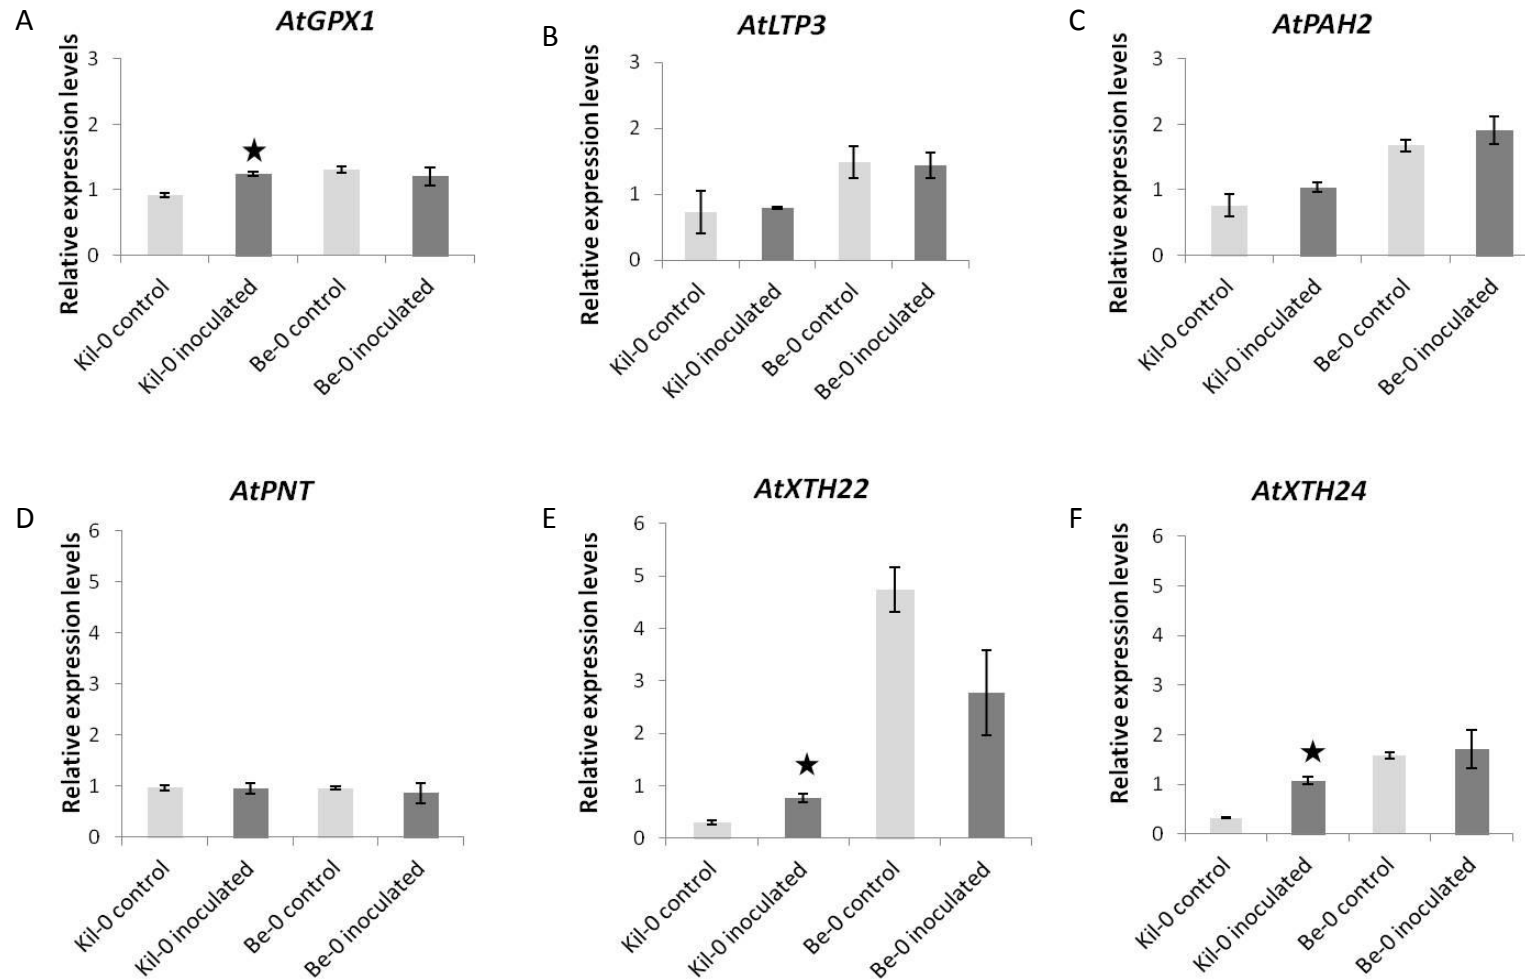 A
AtGPX1
Relative expression levels
3
2
1
0
Kil-0 control
Kil-0 inoculated
Be-0 control
Be-0 inoculated
B
AtLTP3
Relative expression levels
3
2
1
0
Kil-0 control
Kil-0 inoculated
Be-0 control
Be-0 inoculated
C
AtPAH2
Relative expression levels
3
2
1
0
Kil-0 control
Kil-0 inoculated
Be-0 control
Be-0 inoculated
D
AtPNT
Relative expression levels
6
5
4
3
2
1
0
Kil-0 control
Kil-0 inoculated
Be-0 control
Be-0 inoculated
E
AtXTH22
Relative expression levels
6
5
4
3
2
1
0
Kil-0 control
Kil-0 inoculated
Be-0 control
Be-0 inoculated
F
AtXTH24
Relative expression levels
6
5
4
3
2
1
0
Kil-0 control
Kil-0 inoculated
Be-0 control
Be-0 inoculated